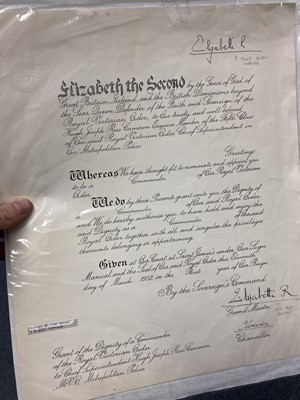 Elizabeth R
Elizabeth the Second by the Grace of God, of
Great Britain, Ireland and the British Dominions beyond
the Seas Queen, Defender of the Faith and Sovereign of the
Royal Victorian Order, to Our trusty and well beloved
Hugh Joseph Ross Cameron Esquire Member of the Fifth Class
of Our said Royal Victorian Order, Chief Superintendent in
Our Metropolitan Police
Greeting:
Whereas We have thought fit to nominate and appoint you
to be a Commander of Our Royal Victorian
Order
We do by these Presents grant unto you the Dignity of
a Commander of Our said Royal Order
and We do hereby authorise you to have hold and enjoy the
Dignity as a Commander of Our said
Royal Order together with all and singular the privileges
thereunto belonging or appertaining.
Given at Our Court at Saint James's under Our Sign
Manual and the Seal of Our said Royal Order this Eleventh
day of March 1952 in the First year of Our Reign.
By the Sovereign's Command.
Elizabeth R
Grand Master
Chancellor
Grant of the Dignity of a Commander
of the Royal Victorian Order
to Chief Superintendent Hugh Joseph Ross Cameron
M.V.O. Metropolitan Police